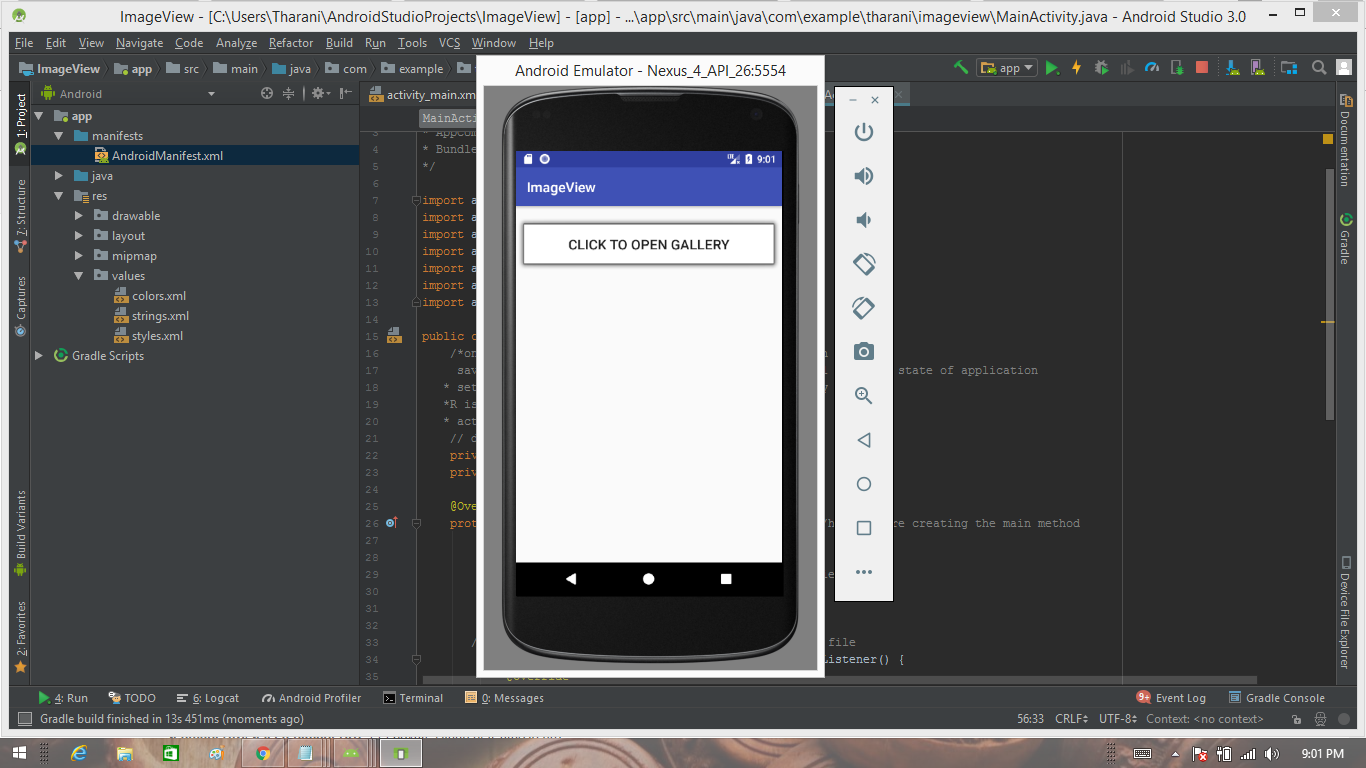 ImageView - [C:\Users\Tharani\AndroidStudioProjects\ImageView] - [app] - ...\app\src\main\java\com\example\tharani\imageview\MainActivity.java - Android Studio 3.0
File Edit View Navigate Code Analyze Refactor Build Run Tools VCS Window Help
ImageView app src main java com example
app
Android Emulator - Nexus_4_API_26:5554
1: Project
7: Structure
Captures
Build Variants
2: Favorites
Android
app
manifests
AndroidManifest.xml
java
res
drawable
layout
mipmap
values
colors.xml
strings.xml
styles.xml
Gradle Scripts
activity_main.xm
MainActi
3
4 * Bundle
5 */
6
7 import a
8 import a
9 import a
10 import a
11 import a
12 import a
13 import a
14
15 public c
16 /*on
17 sav state of application
18 * set
19 *R is
20 * act
21 // d
22 priv
23 priv
24
25 @Ove
26 prot re creating the main method
27
28
29 le
30
31
32
33 / file
34 Listener() {
35 @Override
9:01
ImageView
CLICK TO OPEN GALLERY
Documentation
Gradle
Device File Explorer
4: Run TODO 6: Logcat Android Profiler Terminal 0: Messages 9+ Event Log Gradle Console
Gradle build finished in 13s 451ms (moments ago) 56:33 CRLF UTF-8 Context: <no context>
9:01 PM